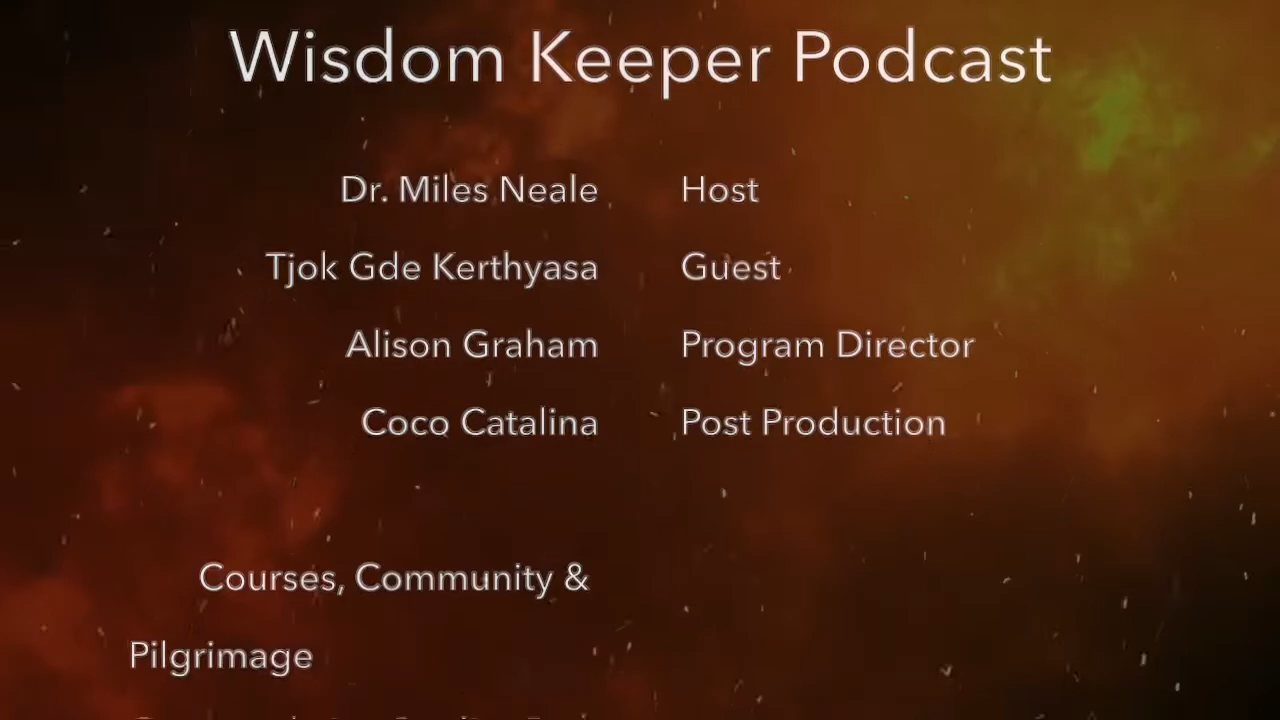 Wisdom Keeper Podcast
Dr. Miles Neale Host
Tjok Gde Kerthyasa Guest
Alison Graham Program Director
Coco Catalina Post Production
Courses, Community &
Pilgrimage